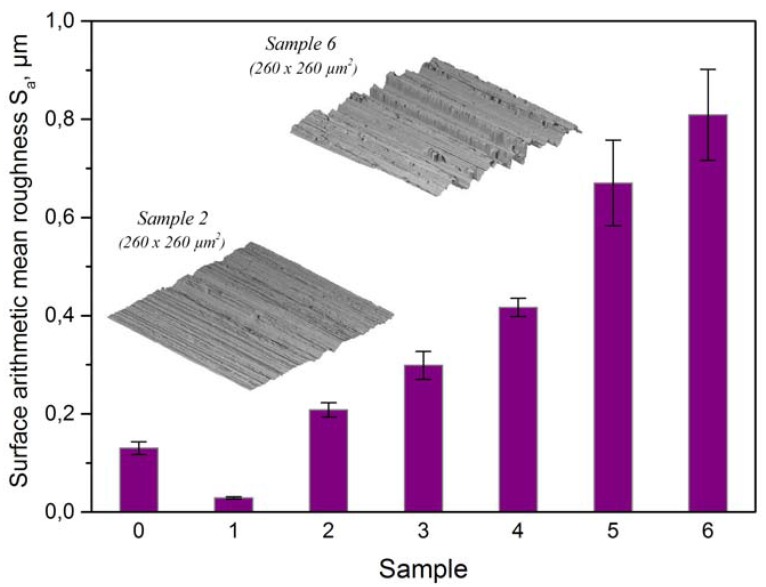 Surface arithmetic mean roughness Sa, µm
1,0
0,8
0,6
0,4
0,2
0,0
Sample 6
(260 x 260 µm²)
Sample 2
(260 x 260 µm²)
0 1 2 3 4 5 6
Sample